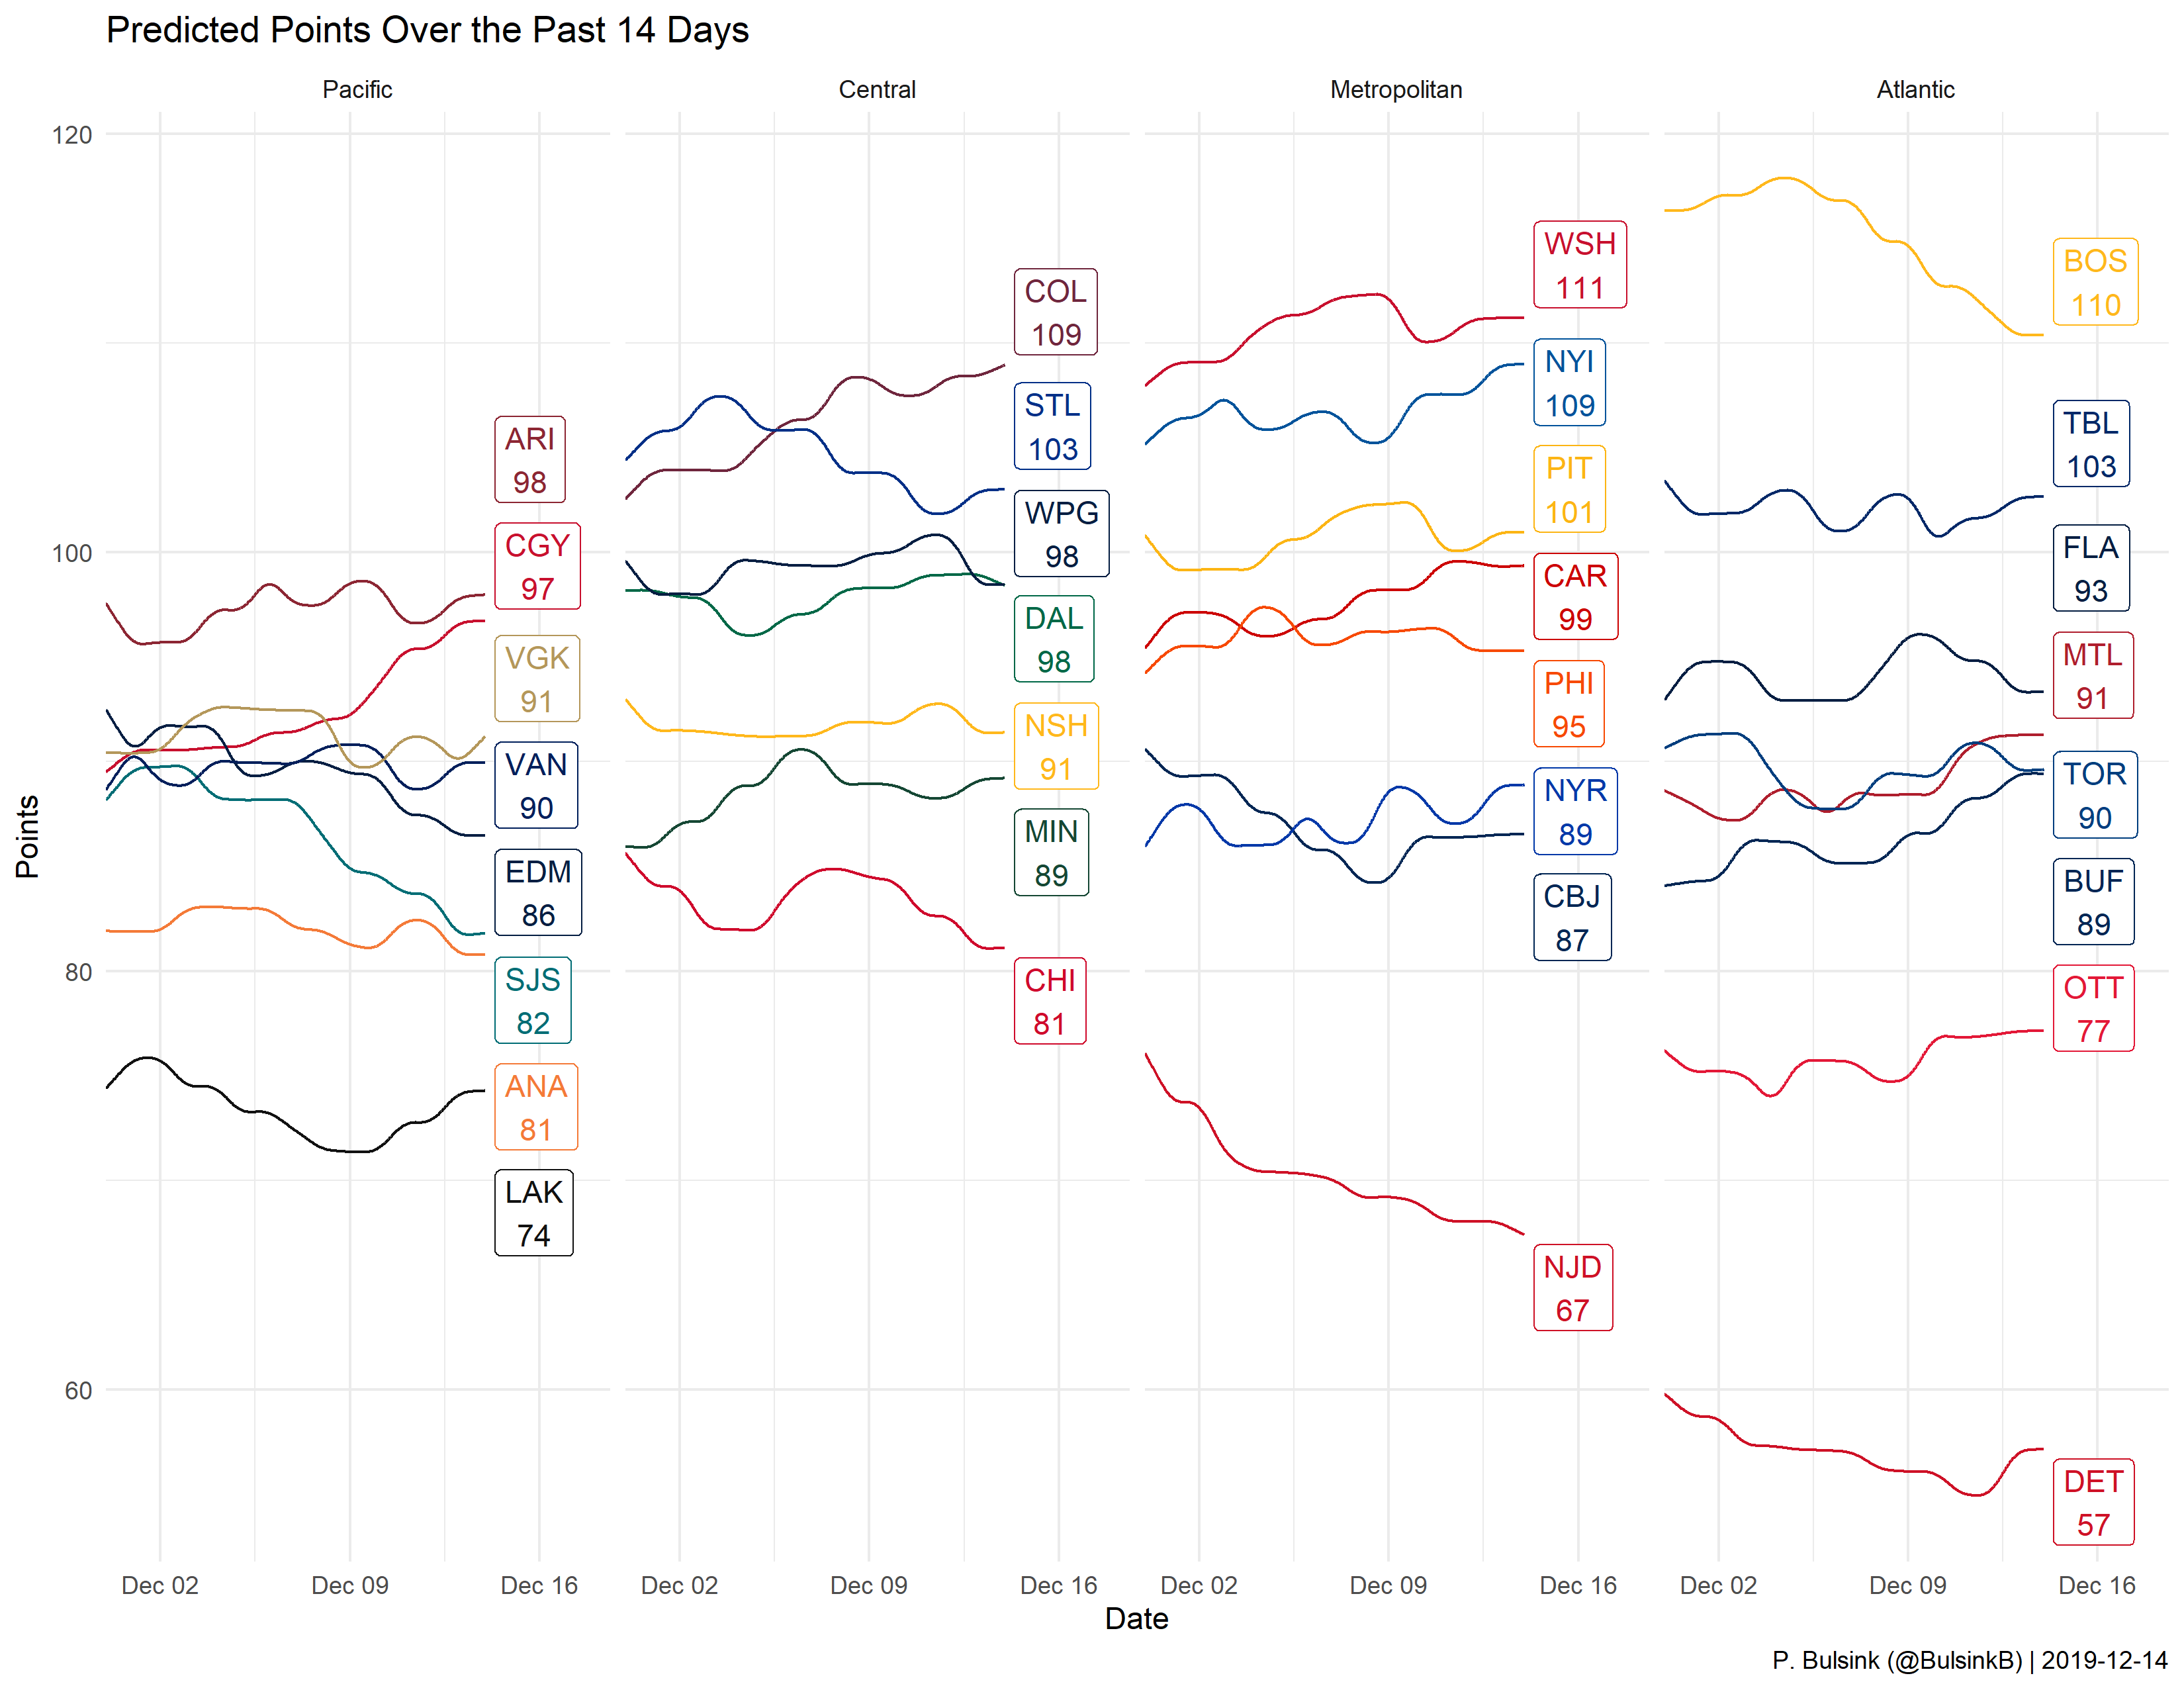 Predicted Points Over the Past 14 Days
Pacific
Central
Metropolitan
Atlantic
Points
120
100
80
60
ARI
98
CGY
97
VGK
91
VAN
90
EDM
86
SJS
82
ANA
81
LAK
74
COL
109
STL
103
WPG
98
DAL
98
NSH
91
MIN
89
CHI
81
WSH
111
NYI
109
PIT
101
CAR
99
PHI
95
NYR
89
CBJ
87
NJD
67
BOS
110
TBL
103
FLA
93
MTL
91
TOR
90
BUF
89
OTT
77
DET
57
Dec 02 Dec 09 Dec 16
Dec 02 Dec 09 Dec 16
Dec 02 Dec 09 Dec 16
Dec 02 Dec 09 Dec 16
Date
P. Bulsink (@BulsinkB) | 2019-12-14